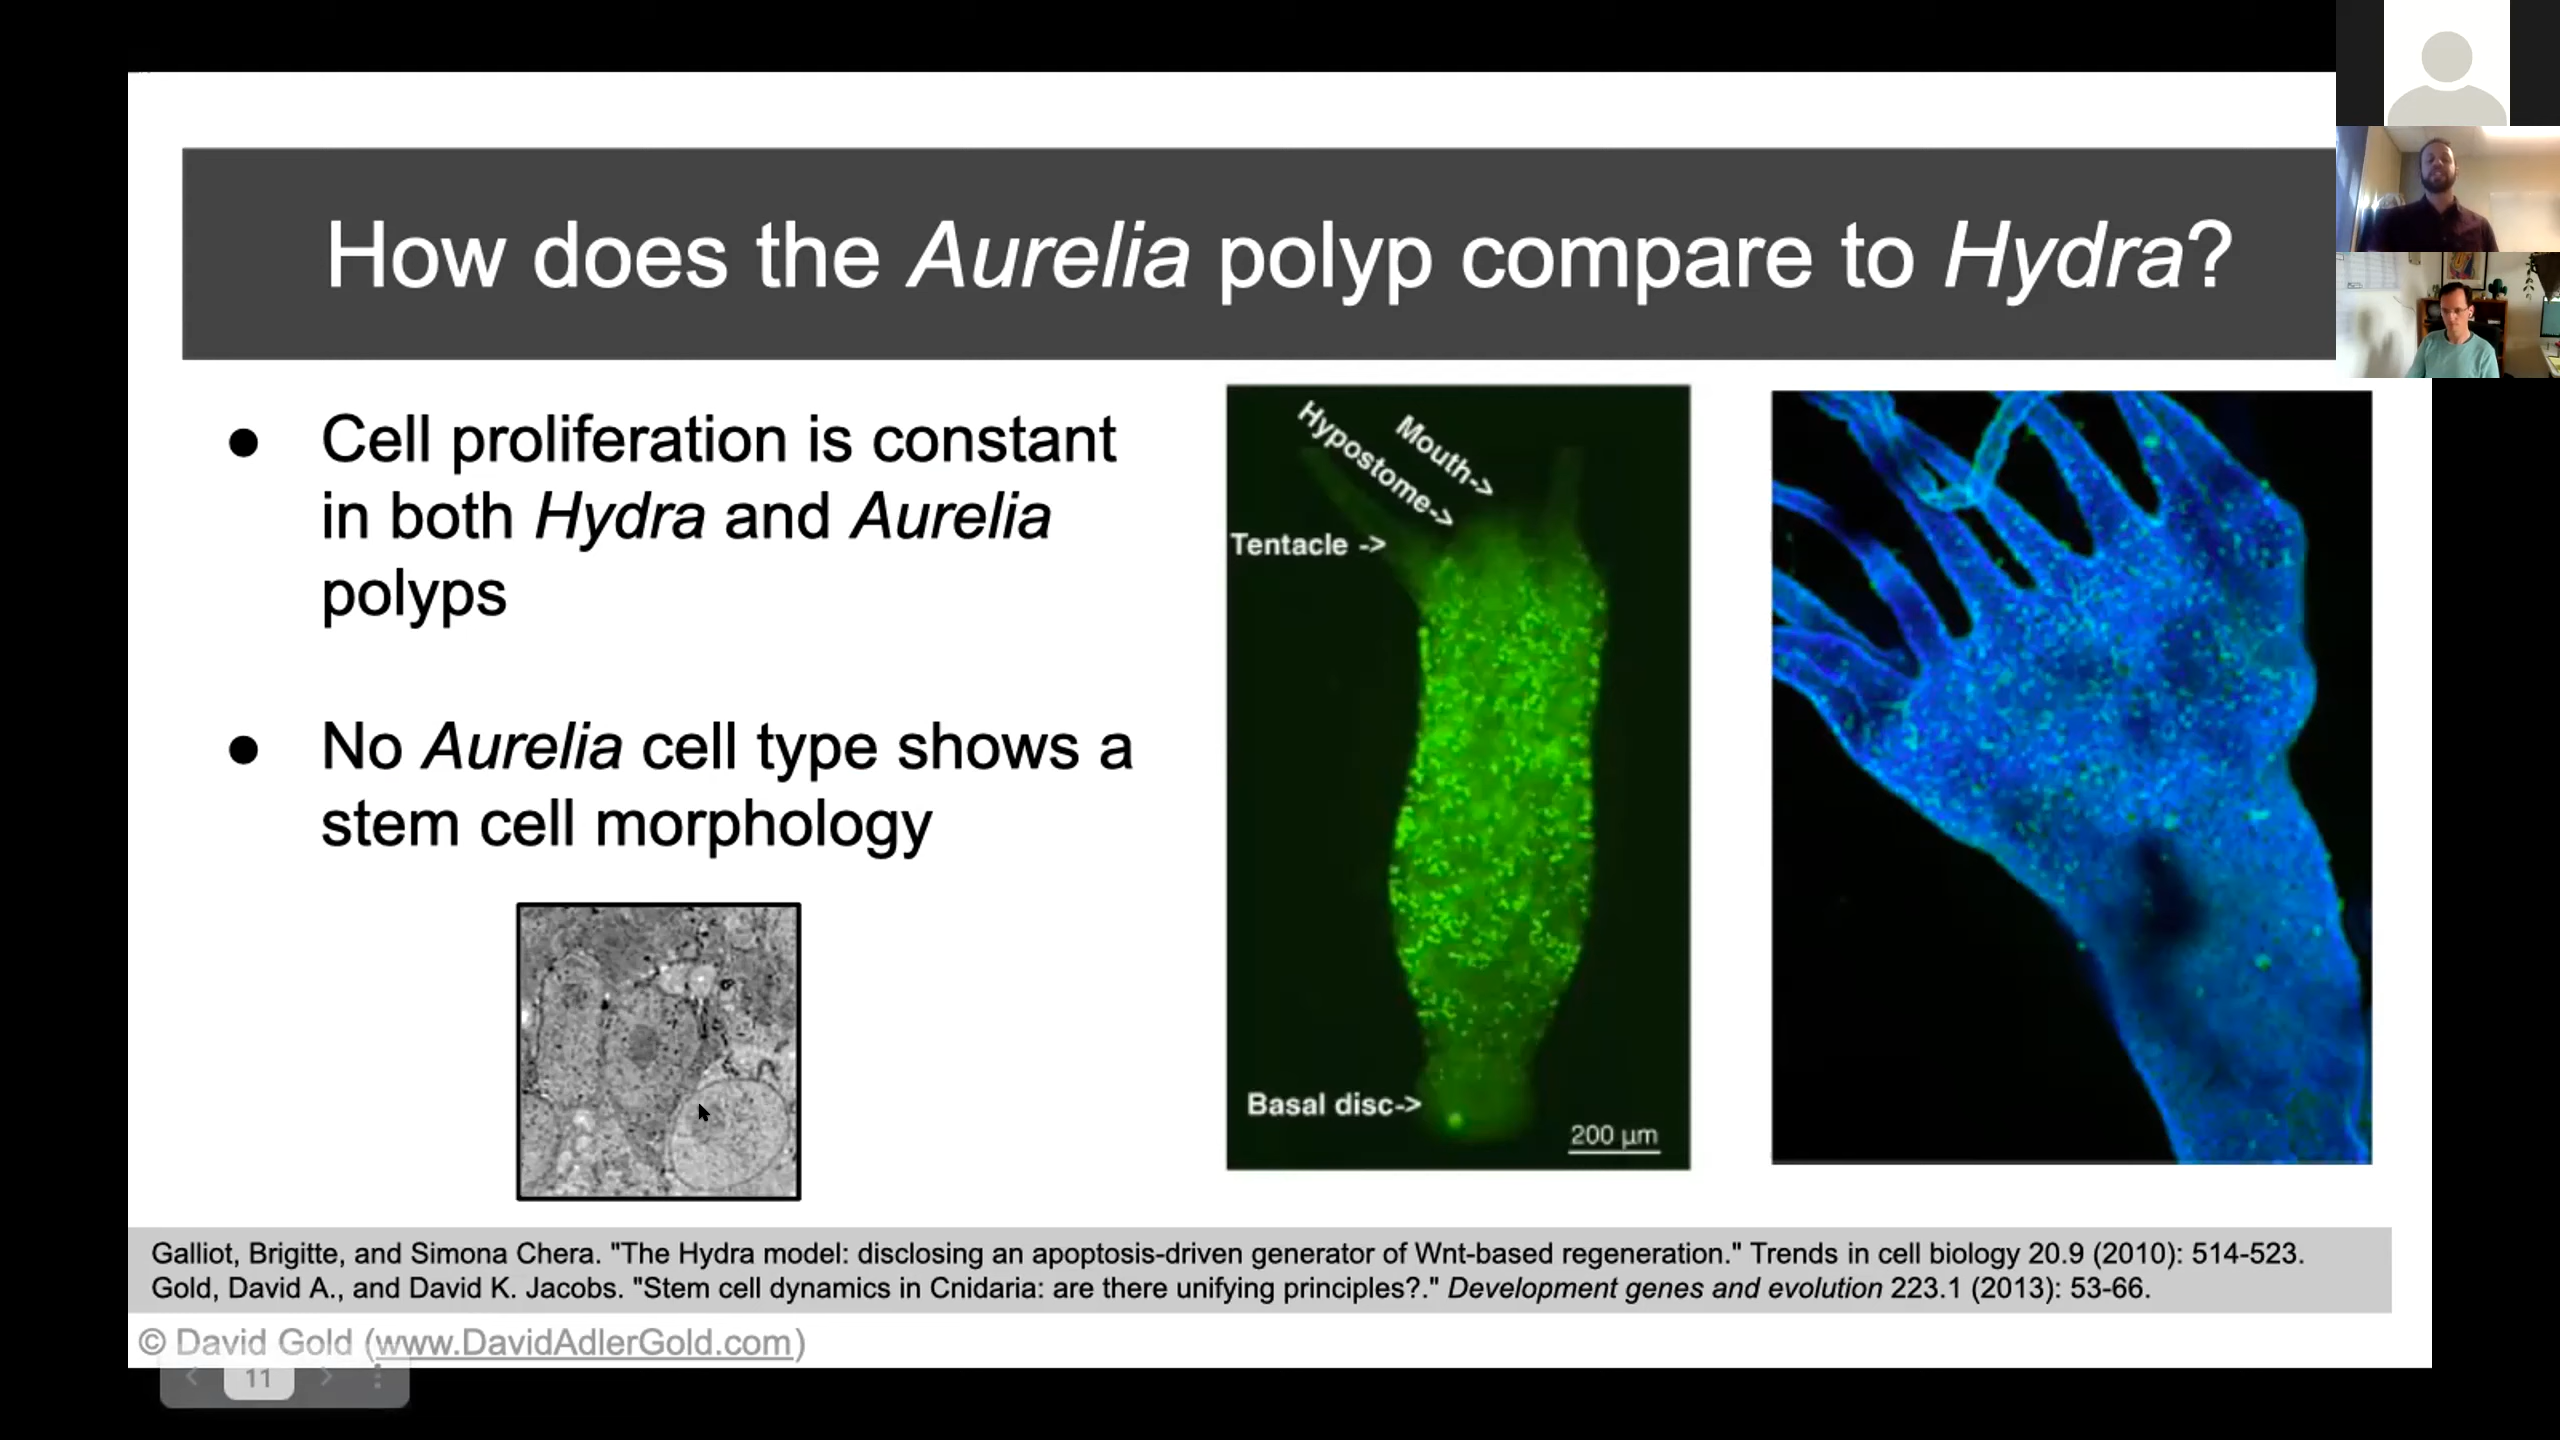 How does the Aurelia polyp compare to Hydra?
● Cell proliferation is constant
in both Hydra and Aurelia
polyps
● No Aurelia cell type shows a
stem cell morphology
Mouth->
Hypostome->
Tentacle ->
Basal disc->
200 µm
Galliot, Brigitte, and Simona Chera. "The Hydra model: disclosing an apoptosis-driven generator of Wnt-based regeneration." Trends in cell biology 20.9 (2010): 514-523.
Gold, David A., and David K. Jacobs. "Stem cell dynamics in Cnidaria: are there unifying principles?." Development genes and evolution 223.1 (2013): 53-66.
© David Gold (www.DavidAdlerGold.com)
11